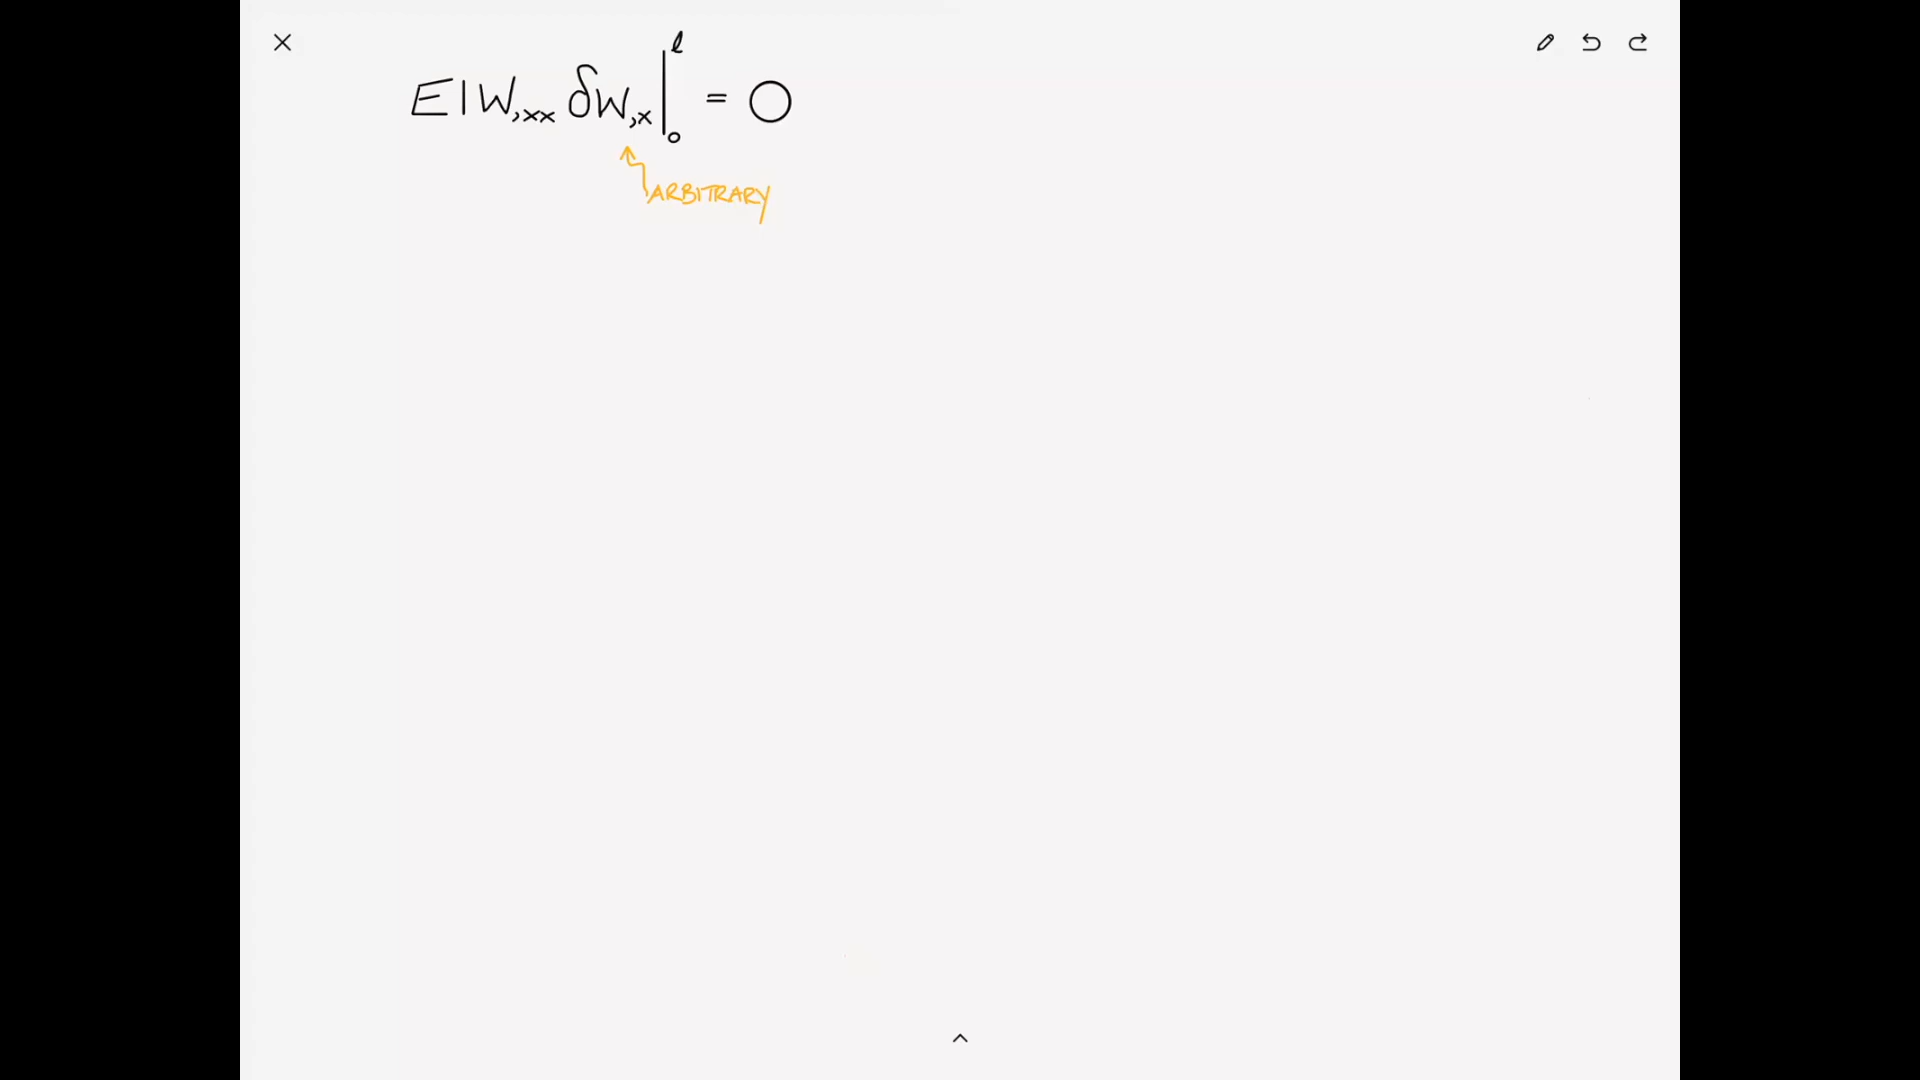 EIW,xx δW,x |₀ˡ = 0
ARBITRARY